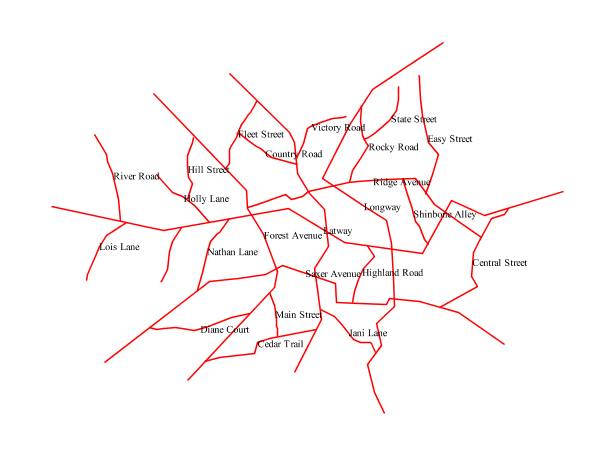 State Street
Victory Road
Fleet Street
Easy Street
Rocky Road
Country Road
Hill Street
River Road
Ridge Avenue
Holly Lane
Longway
Shinbone Alley
Latway
Forest Avenue
Lois Lane
Nathan Lane
Central Street
Saxer Avenue
Highland Road
Main Street
Diane Court
Jani Lane
Cedar Trail